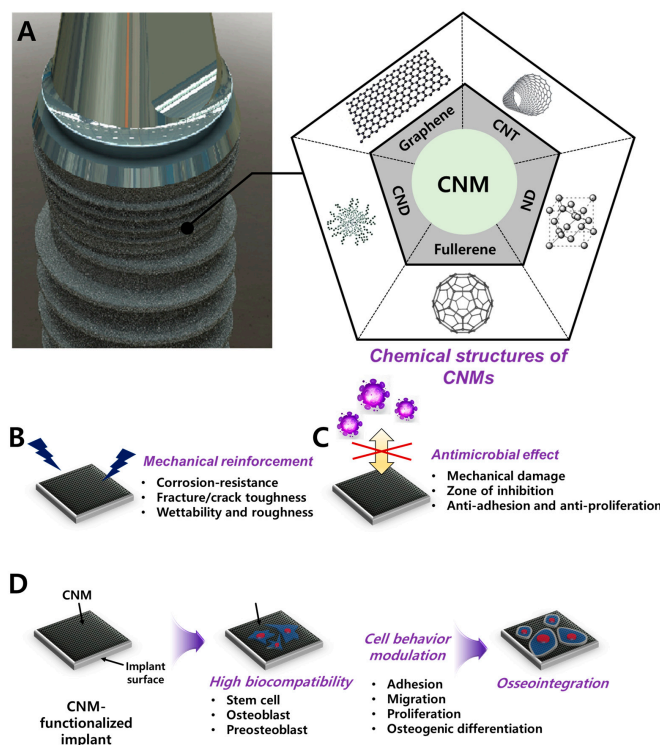 A
Graphene
CNT
CND
CNM
ND
Fullerene
Chemical structures of
CNMs
B
Mechanical reinforcement
• Corrosion-resistance
• Fracture/crack toughness
• Wettability and roughness
C
Antimicrobial effect
• Mechanical damage
• Zone of inhibition
• Anti-adhesion and anti-proliferation
D
CNM
Implant
surface
CNM-
functionalized
implant
High biocompatibility
• Stem cell
• Osteoblast
• Preosteoblast
Cell behavior
modulation
• Adhesion
• Migration
• Proliferation
• Osteogenic differentiation
Osseointegration